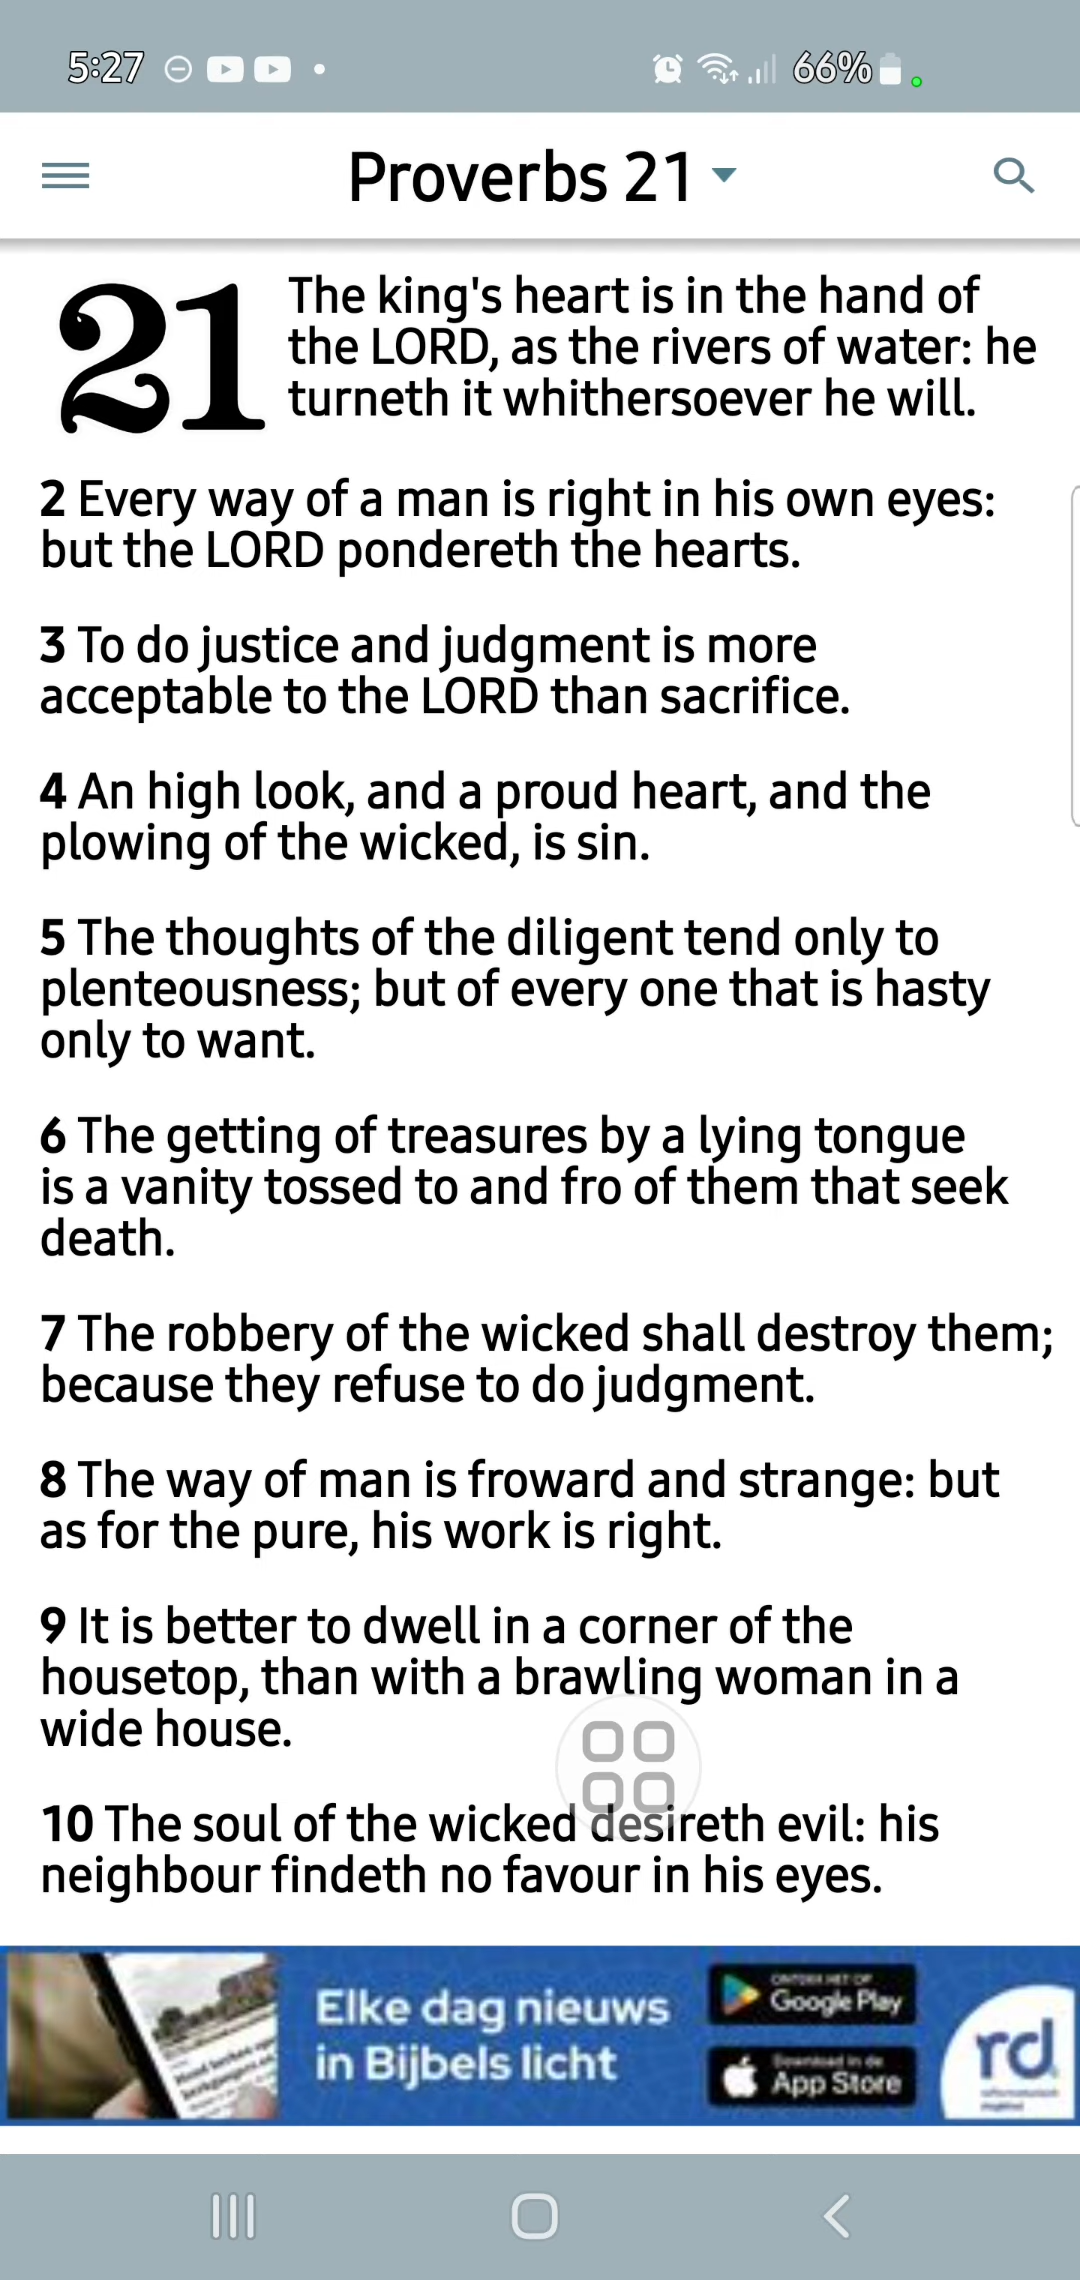 5:27
66%
Proverbs 21
21 The king's heart is in the hand of
the LORD, as the rivers of water: he
turneth it whithersoever he will.
2 Every way of a man is right in his own eyes:
but the LORD pondereth the hearts.
3 To do justice and judgment is more
acceptable to the LORD than sacrifice.
4 An high look, and a proud heart, and the
plowing of the wicked, is sin.
5 The thoughts of the diligent tend only to
plenteousness; but of every one that is hasty
only to want.
6 The getting of treasures by a lying tongue
is a vanity tossed to and fro of them that seek
death.
7 The robbery of the wicked shall destroy them;
because they refuse to do judgment.
8 The way of man is froward and strange: but
as for the pure, his work is right.
9 It is better to dwell in a corner of the
housetop, than with a brawling woman in a
wide house.
10 The soul of the wicked desireth evil: his
neighbour findeth no favour in his eyes.
Elke dag nieuws
in Bijbels licht
ONTDEK HET OP
Google Play
Download in de
App Store
rd